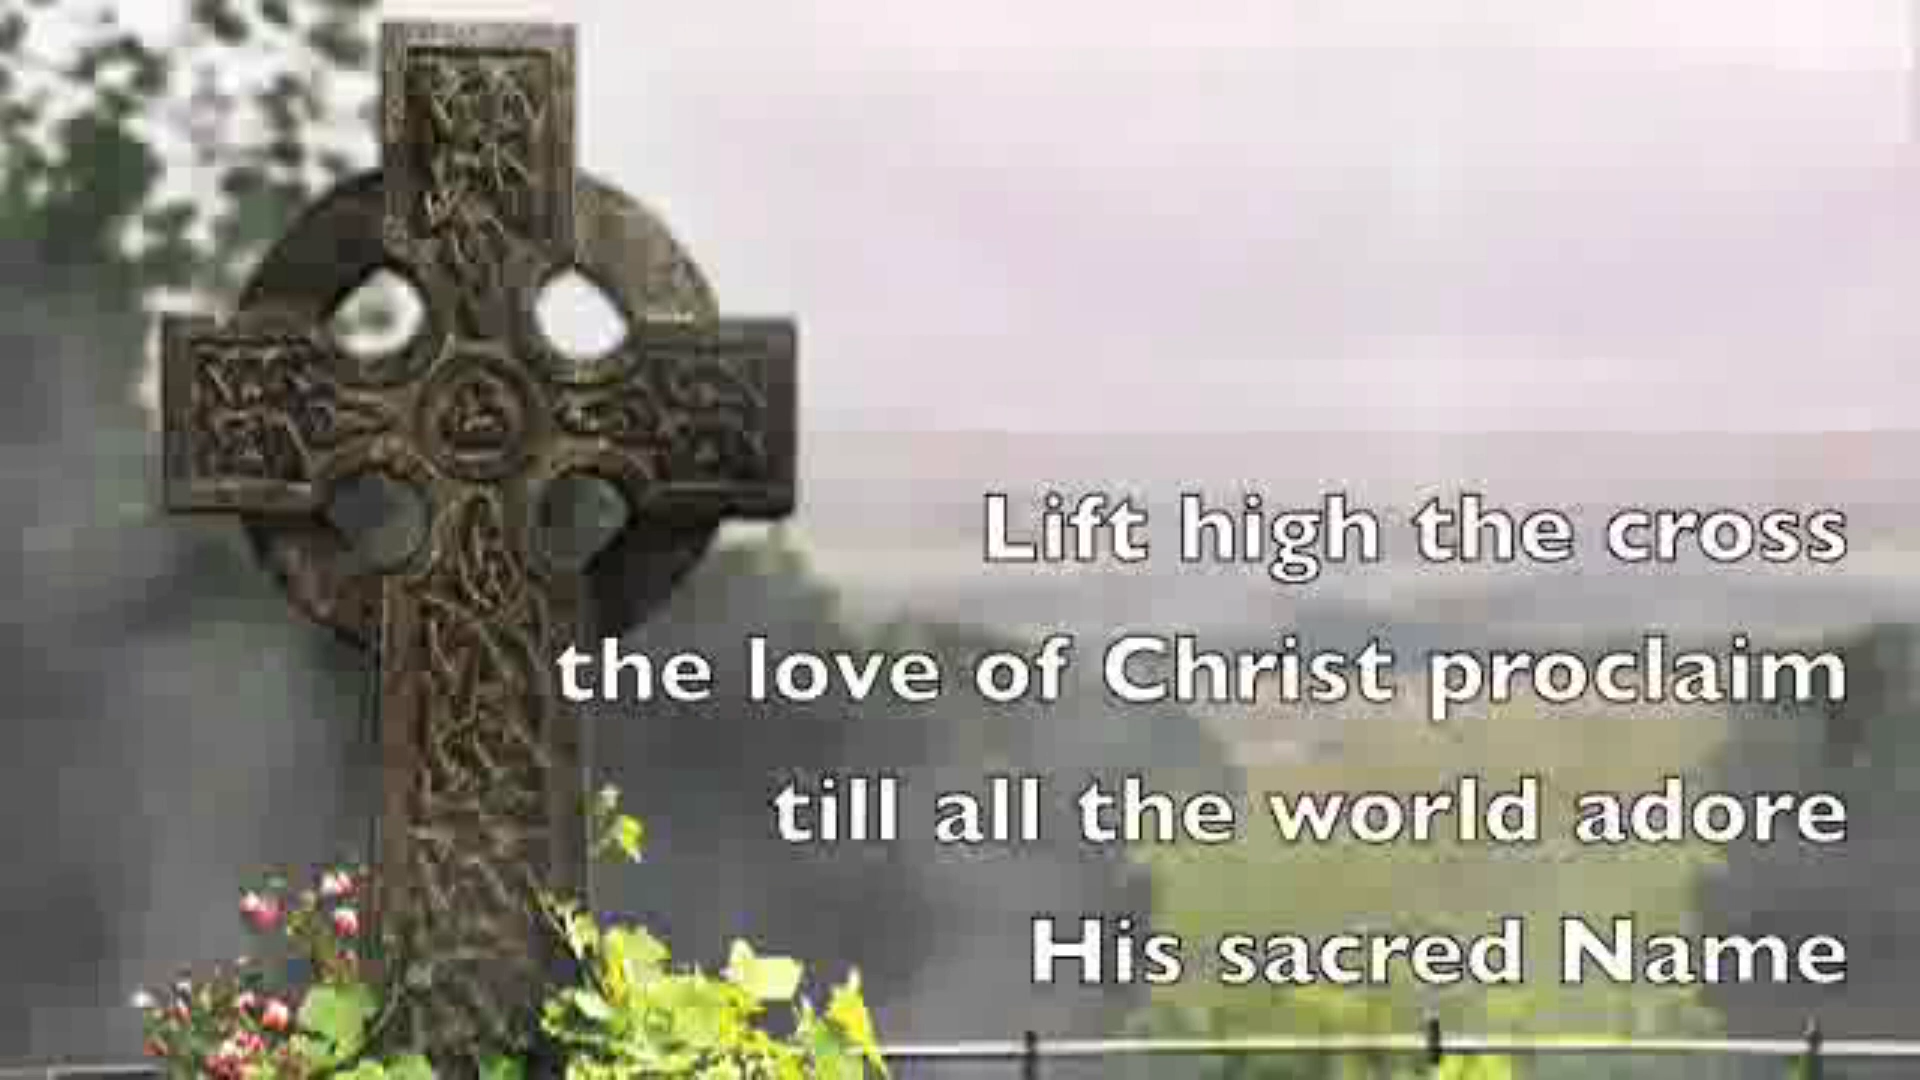 Lift high the cross
the love of Christ proclaim
till all the world adore
His sacred Name